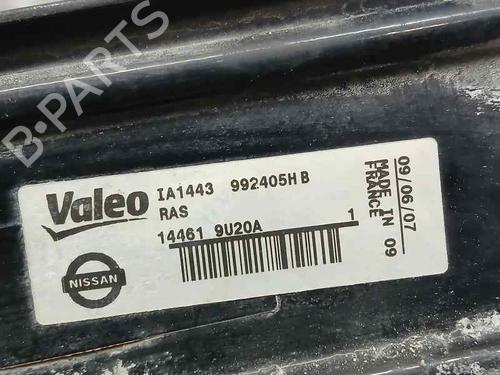 B-PARTS
Valeo
IA1443 992405H B
RAS
14461 9U20A 1
NISSAN
09/06/07
MADE IN 09
FRANCE